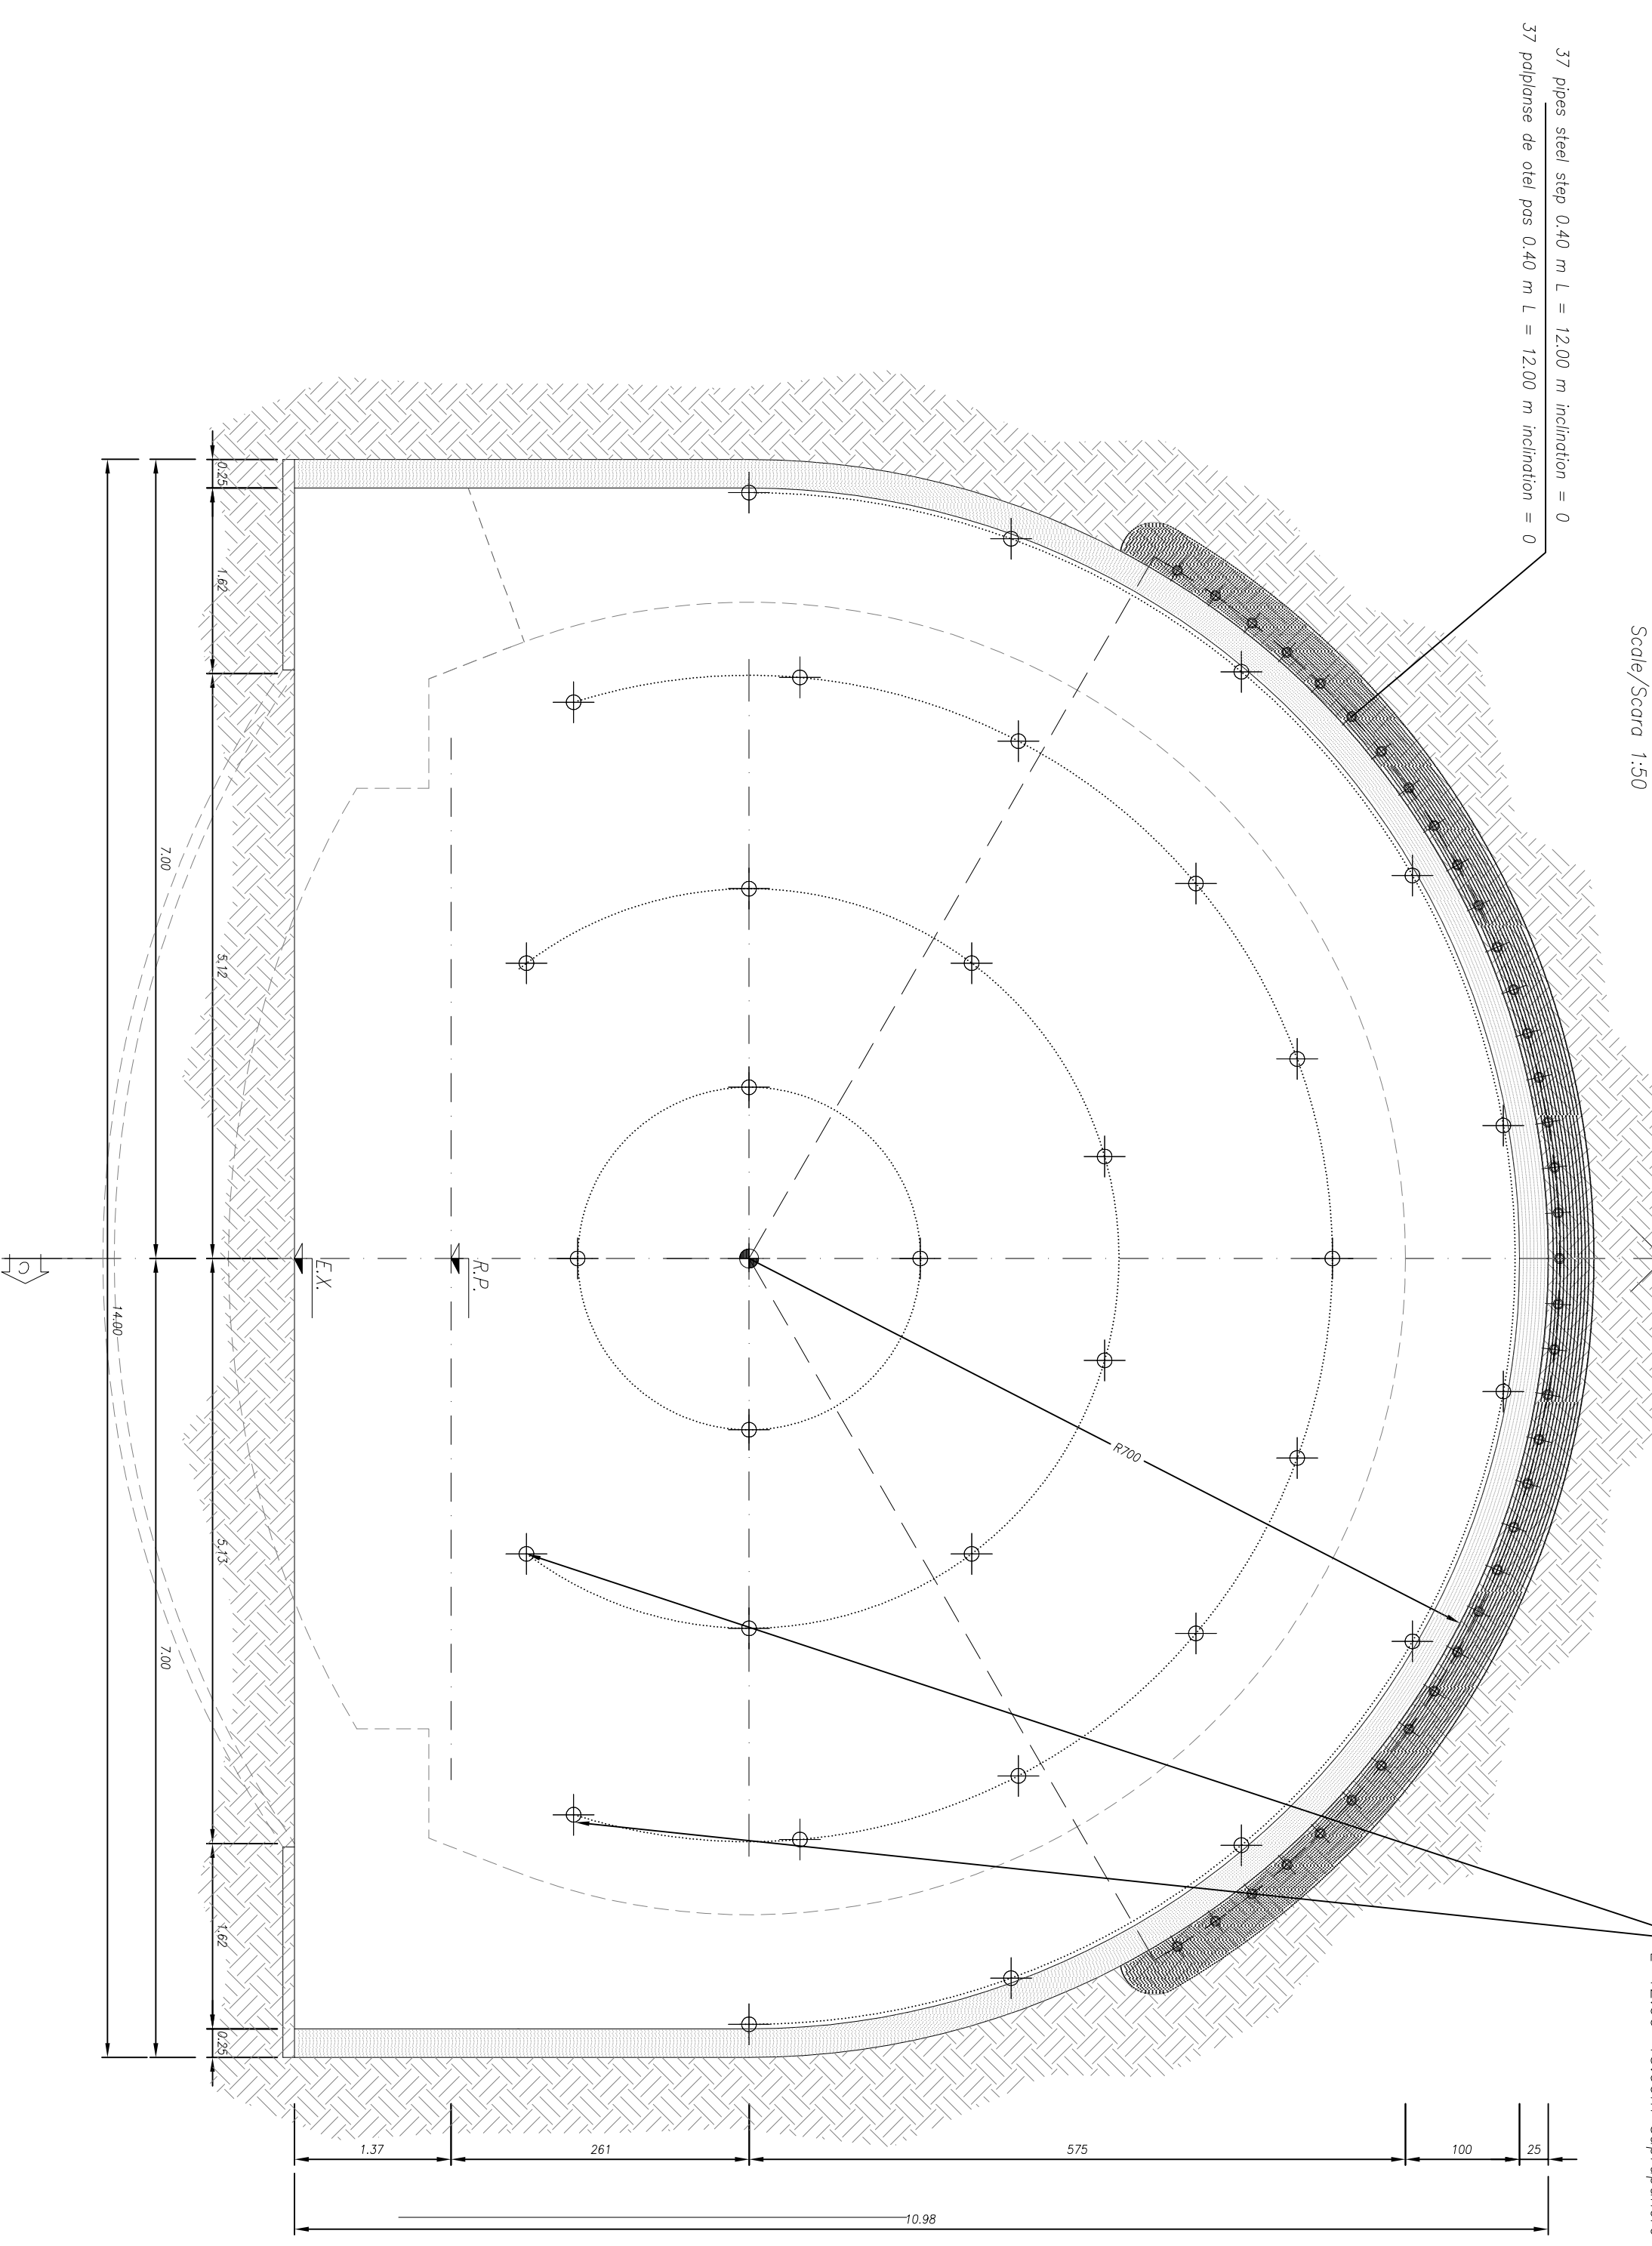 Scale/Scara 1:50
37 pipes steel step 0.40 m L = 12.00 m inclination = 0
37 palplanse de otel pas 0.40 m L = 12.00 m inclination = 0
R700
R.P.
E.X.
0.25
1.62
5.12
5.13
1.62
0.25
7.00
7.00
14.00
C
1.37
261
575
100
25
10.98